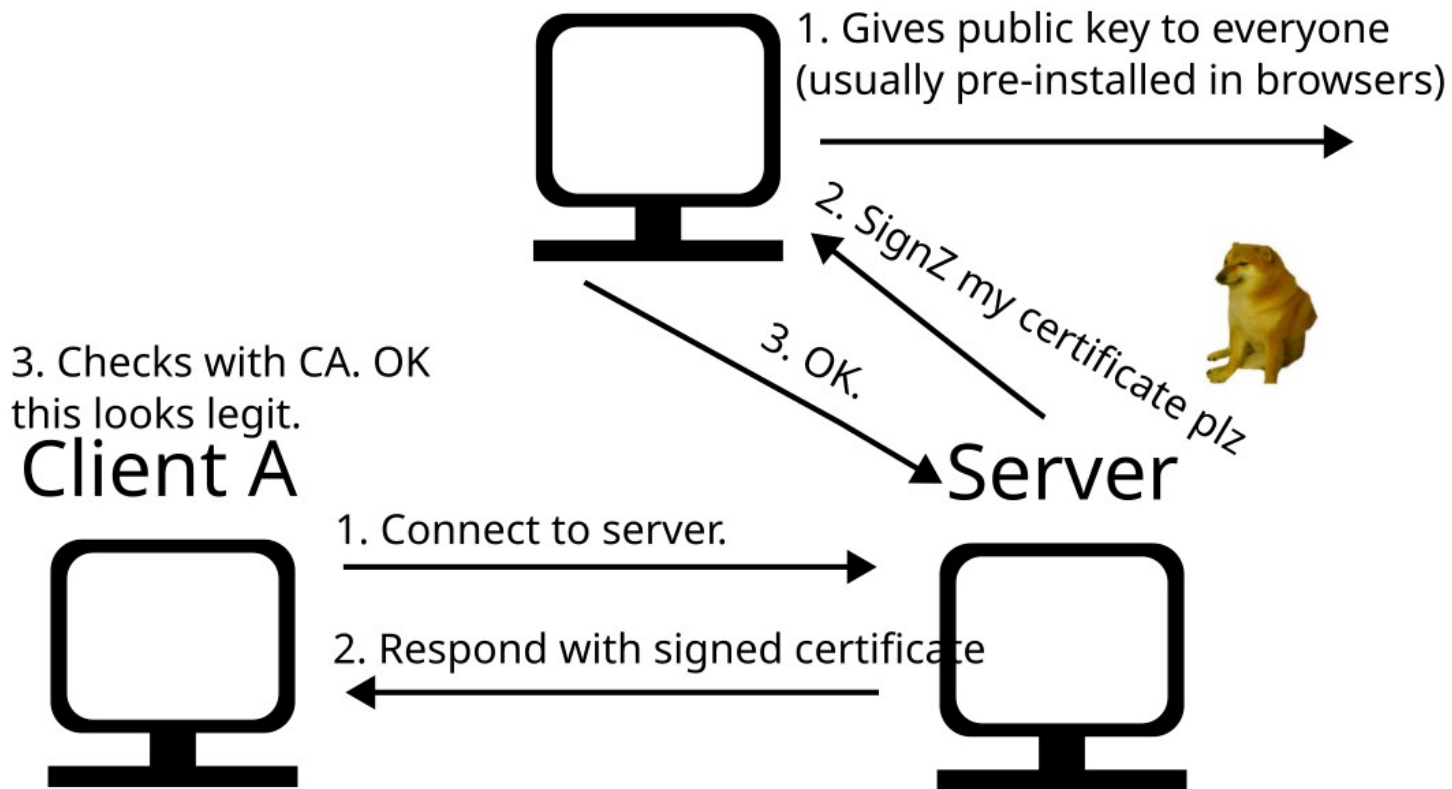 1. Gives public key to everyone
(usually pre-installed in browsers)
2. SignZ my certificate plz
3. OK.
3. Checks with CA. OK
this looks legit.
Client A
Server
1. Connect to server.
2. Respond with signed certificate